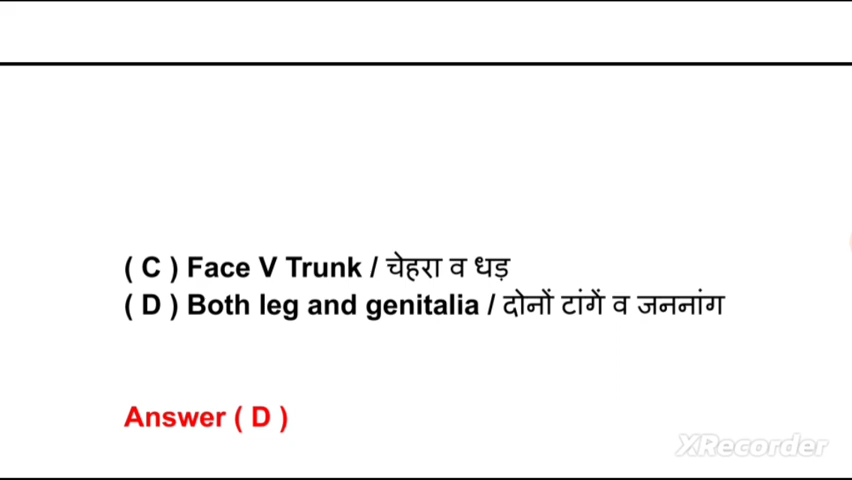 ( C ) Face V Trunk / चेहरा व धड़
( D ) Both leg and genitalia / दोनों टांगें व जननांग
Answer ( D )
XRecorder